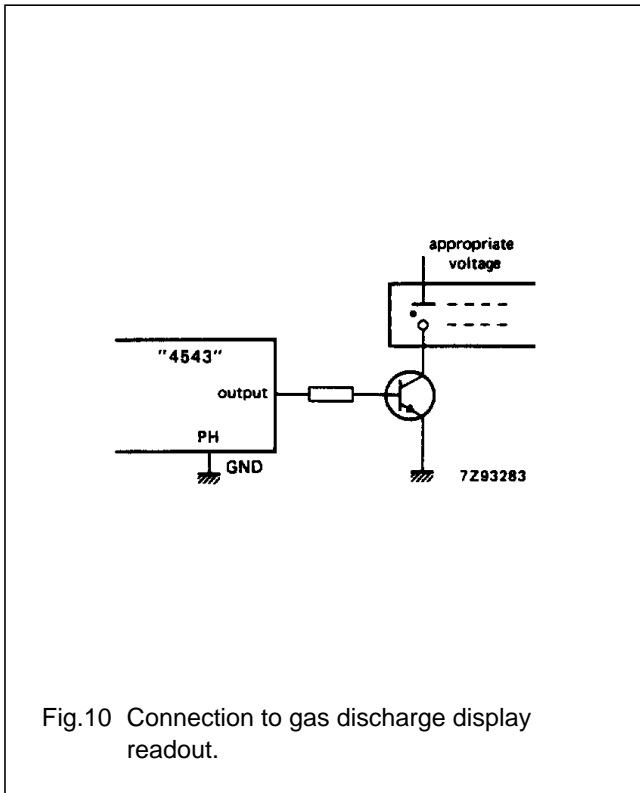 appropriate
voltage
"4543"
output
PH
GND
7Z93283
Fig.10 Connection to gas discharge display
readout.